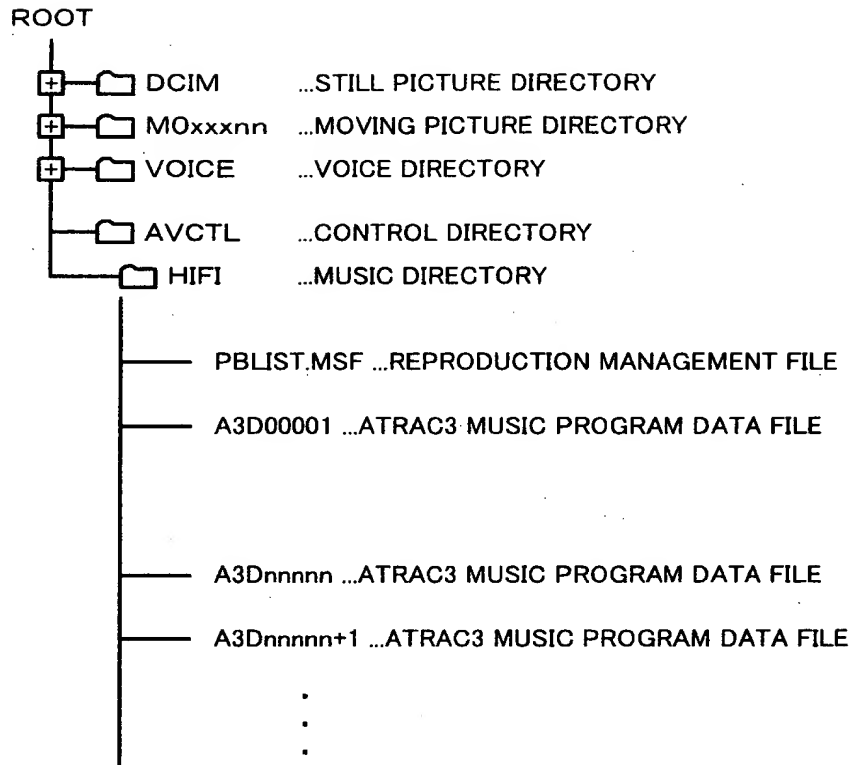 ROOT
DCIM ...STILL PICTURE DIRECTORY
MOxxxnn ...MOVING PICTURE DIRECTORY
VOICE ...VOICE DIRECTORY
AVCTL ...CONTROL DIRECTORY
HIFI ...MUSIC DIRECTORY
PBLIST.MSF ...REPRODUCTION MANAGEMENT FILE
A3D00001 ...ATRAC3 MUSIC PROGRAM DATA FILE
A3Dnnnnn ...ATRAC3 MUSIC PROGRAM DATA FILE
A3Dnnnnn+1 ...ATRAC3 MUSIC PROGRAM DATA FILE